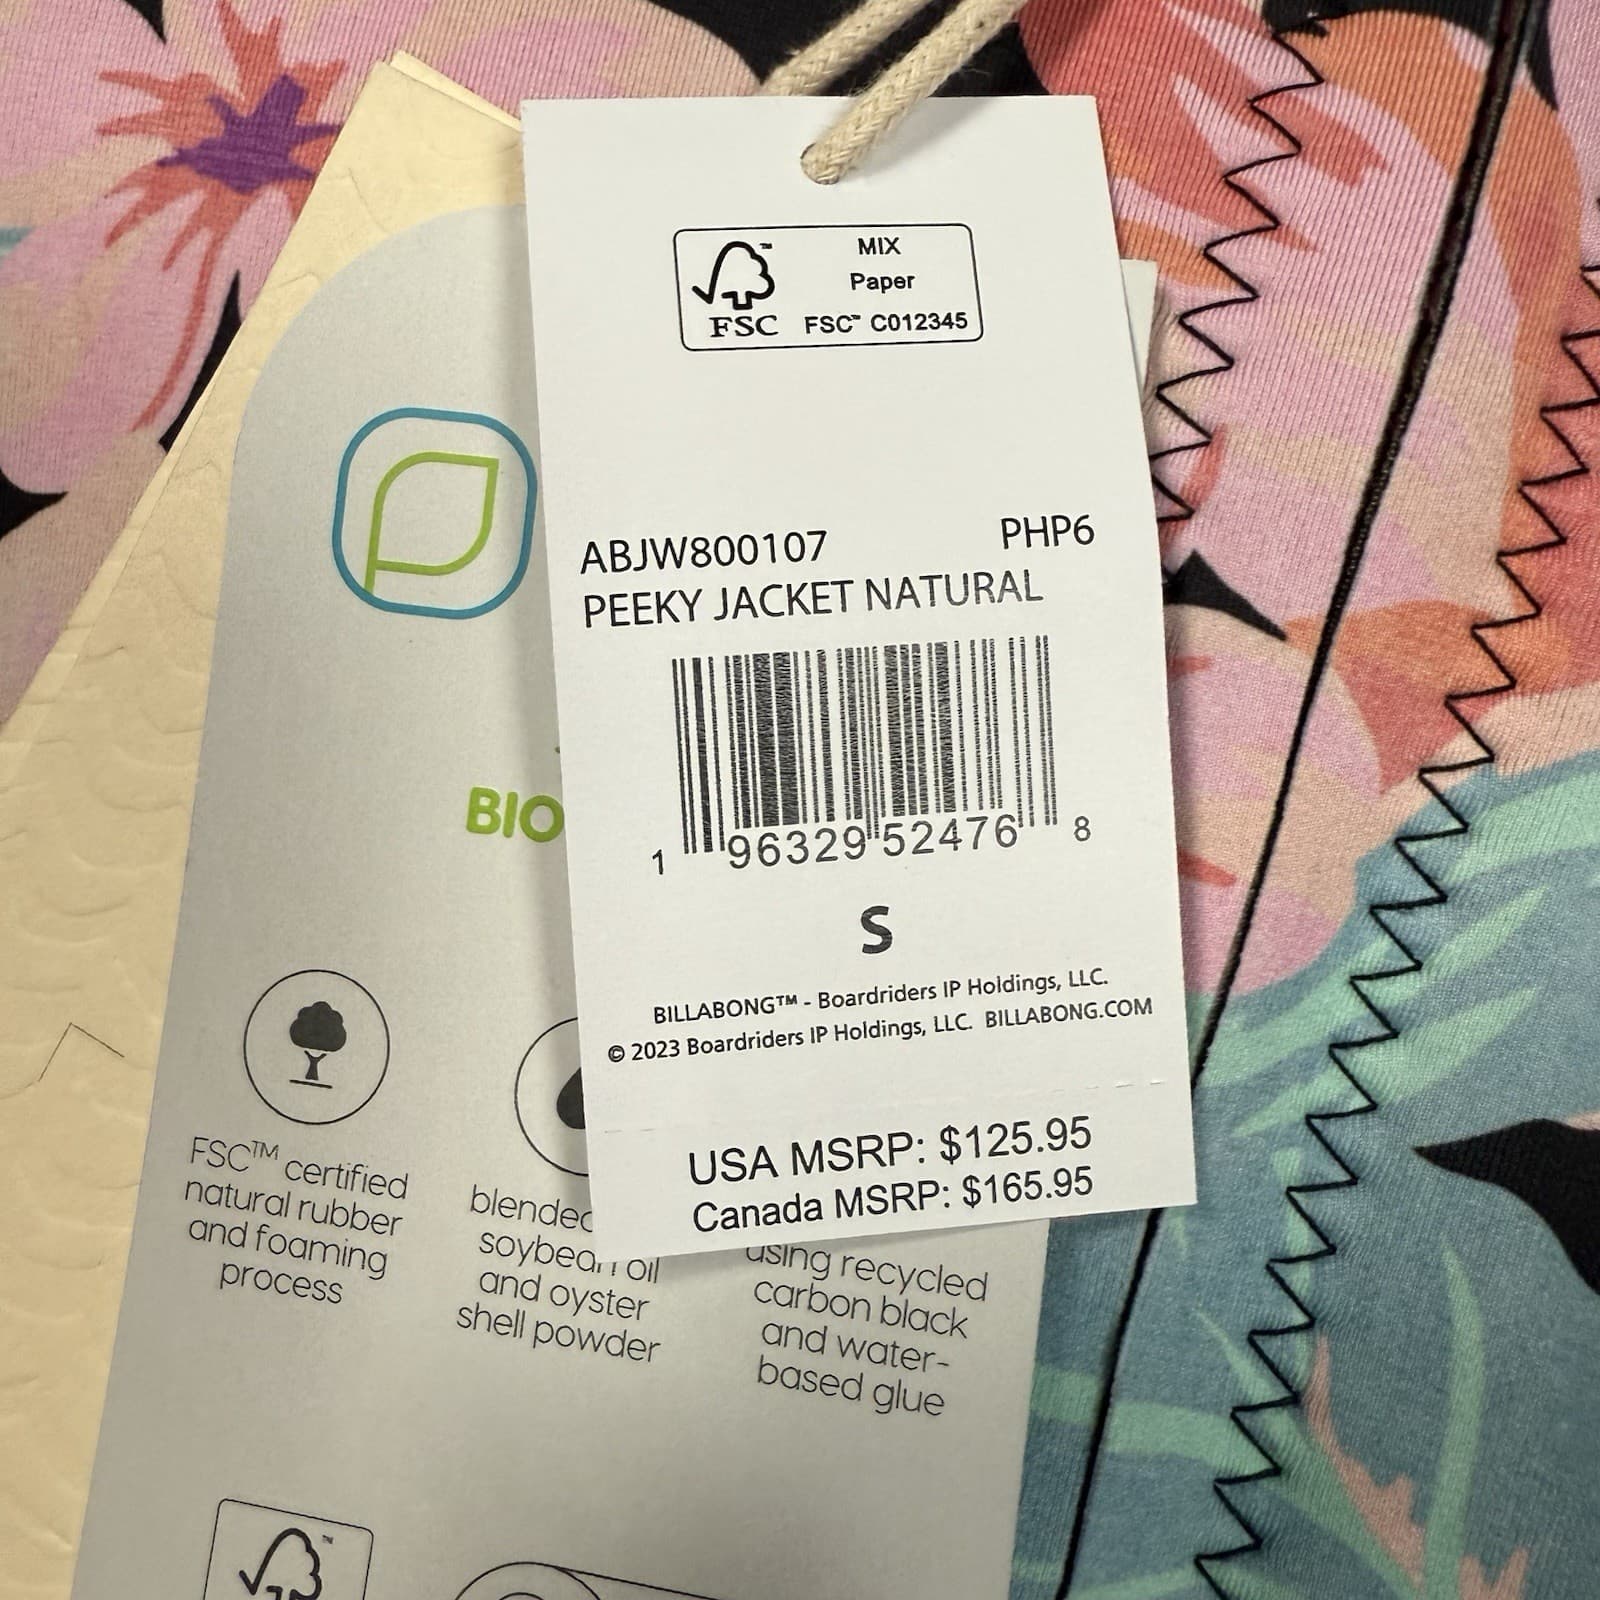 FSC™
MIX
Paper
FSC™ C012345
ABJW800107 PHP6
PEEKY JACKET NATURAL
1 96329 52476 8
S
BILLABONG™ - Boardriders IP Holdings, LLC.
© 2023 Boardriders IP Holdings, LLC. BILLABONG.COM
USA MSRP: $125.95
Canada MSRP: $165.95
BIO
FSC™ certified
natural rubber
and foaming
process
soybean oil
and oyster
shell powder
using recycled
carbon black
and water-
based glue